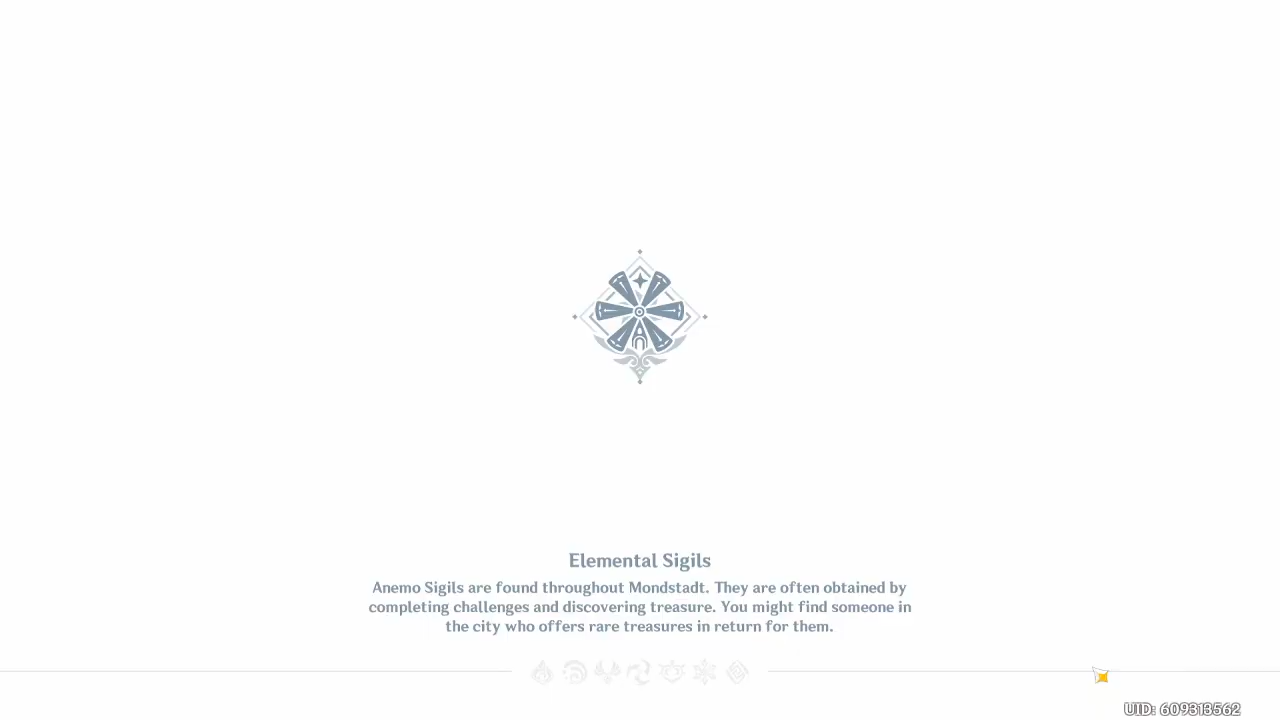 Elemental Sigils
Anemo Sigils are found throughout Mondstadt. They are often obtained by
completing challenges and discovering treasure. You might find someone in
the city who offers rare treasures in return for them.
UID: 609313562